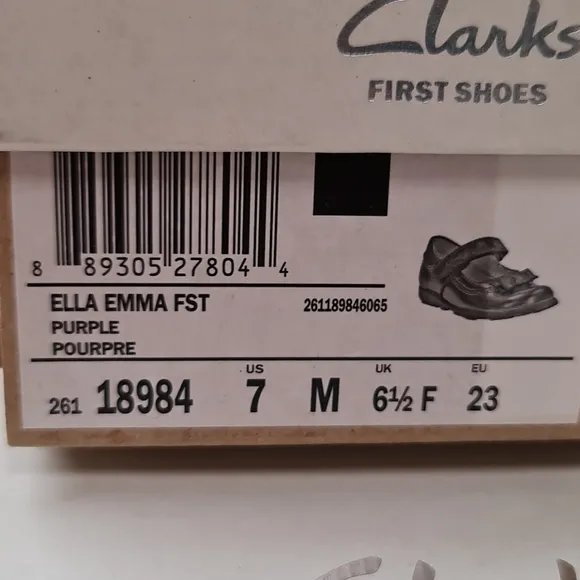 Clarks
FIRST SHOES
8 89305 27804 4
ELLA EMMA FST 261189846065
PURPLE
POURPRE
US UK EU
261 18984 7 M 6½ F 23